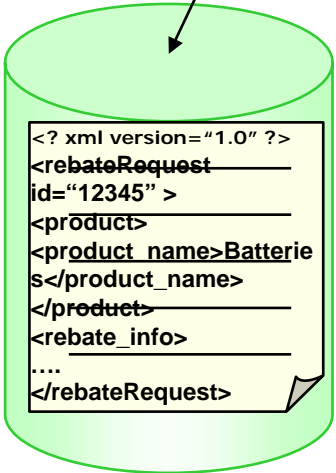 <? xml version=“1.0” ?>
<rebateRequest
id=“12345” >
<product>
<product_name>Batterie
s</product_name>
</product>
<rebate_info>
….
</rebateRequest>